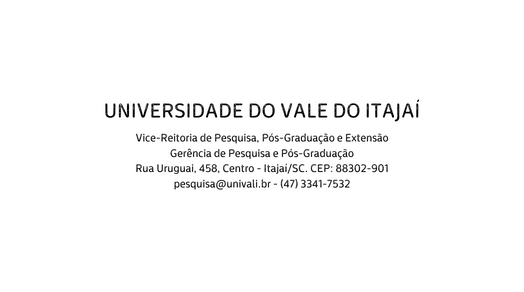 UNIVERSIDADE DO VALE DO ITAJAÍ
Vice-Reitoria de Pesquisa, Pós-Graduação e Extensão
Gerência de Pesquisa e Pós-Graduação
Rua Uruguai, 458, Centro - Itajaí/SC. CEP: 88302-901
pesquisa@univali.br - (47) 3341-7532